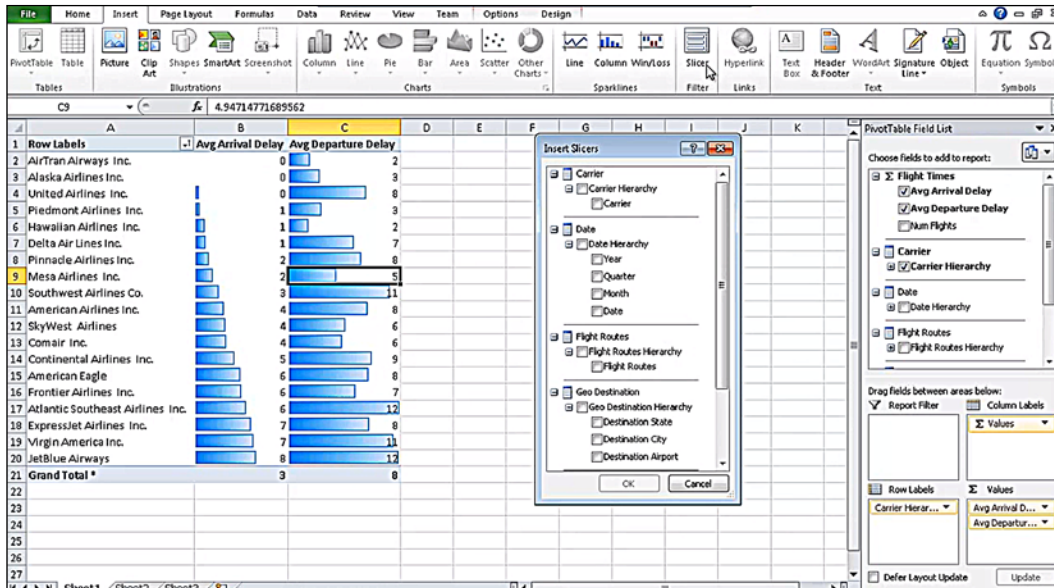 File Home Insert Page Layout Formulas Data Review View Team Options Design
PivotTable Table Picture Clip Art Shapes SmartArt Screenshot Column Line Pie Bar Area Scatter Other Charts Line Column Win/Loss Slicer Hyperlink Text Box Header & Footer WordArt Signature Line Object Equation Symbol
Tables Illustrations Charts Sparklines Filter Links Text Symbols
C9 fx 4.94714771689562
A B C D E F G H I J K
1 Row Labels Avg Arrival Delay Avg Departure Delay
2 AirTran Airways Inc. 0 2
3 Alaska Airlines Inc. 0 3
4 United Airlines Inc. 0 8
5 Piedmont Airlines Inc. 1 3
6 Hawaiian Airlines Inc. 1 2
7 Delta Air Lines Inc. 1 7
8 Pinnacle Airlines Inc. 2 8
9 Mesa Airlines Inc. 2 5
10 Southwest Airlines Co. 3 11
11 American Airlines Inc. 4 8
12 SkyWest Airlines 4 6
13 Comair Inc. 4 6
14 Continental Airlines Inc. 5 9
15 American Eagle 6 8
16 Frontier Airlines Inc. 6 7
17 Atlantic Southeast Airlines Inc. 6 12
18 ExpressJet Airlines Inc. 7 8
19 Virgin America Inc. 7 11
20 JetBlue Airways 8 12
21 Grand Total * 3 8
22
23
24
25
26
27
Sheet1 Sheet2 Sheet3
Insert Slicers
Carrier
Carrier Hierarchy
Carrier
Date
Date Hierarchy
Year
Quarter
Month
Date
Flight Routes
Flight Routes Hierarchy
Flight Routes
Geo Destination
Geo Destination Hierarchy
Destination State
Destination City
Destination Airport
OK Cancel
PivotTable Field List
Choose fields to add to report:
Σ Flight Times
Avg Arrival Delay
Avg Departure Delay
Num Flights
Carrier
Carrier Hierarchy
Date
Date Hierarchy
Flight Routes
Flight Routes Hierarchy
Drag fields between areas below:
Report Filter Column Labels
Σ Values
Row Labels Σ Values
Carrier Hierar... Avg Arrival D...
Avg Departur...
Defer Layout Update Update